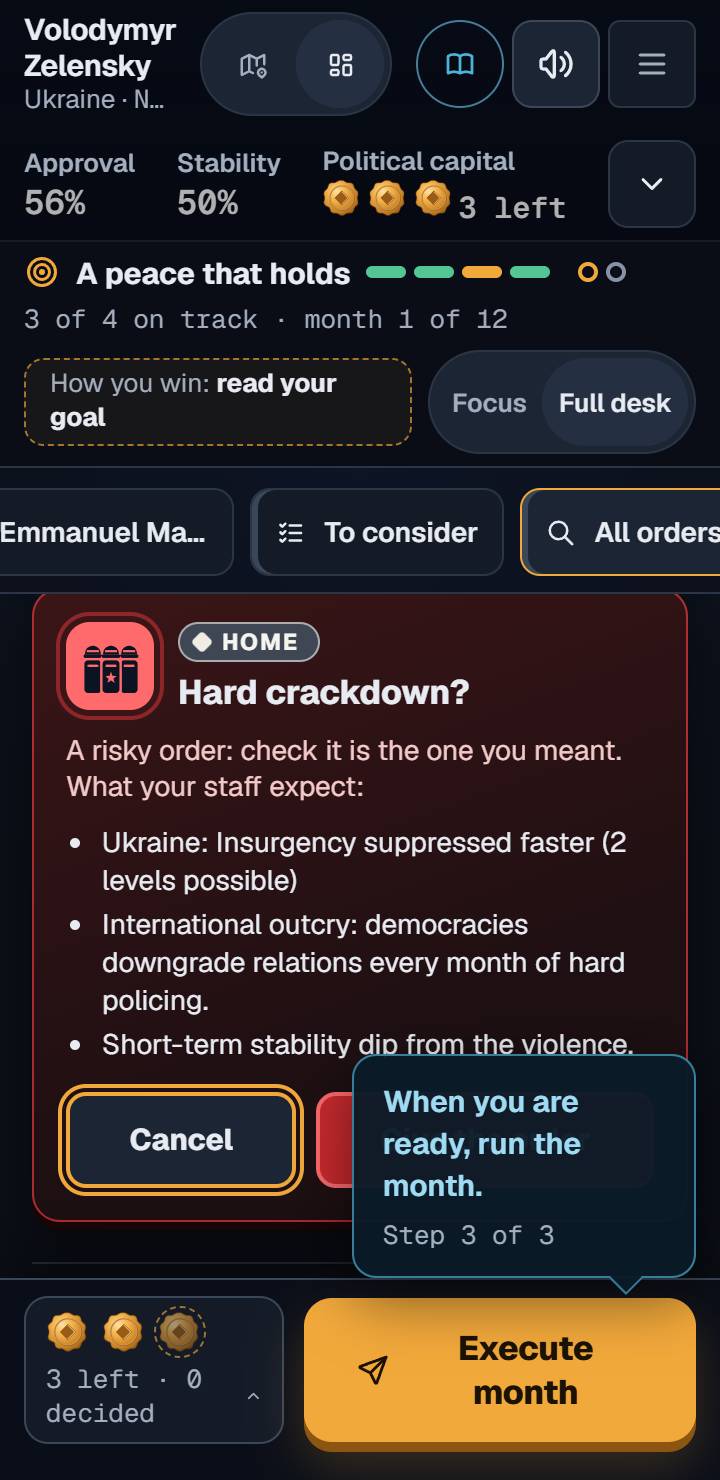 Volodymyr
Zelensky
Ukraine · N…
Approval
56%
Stability
50%
Political capital
3 left
A peace that holds
3 of 4 on track · month 1 of 12
How you win: read your
goal
Focus
Full desk
Emmanuel Ma…
To consider
All orders
HOME
Hard crackdown?
A risky order: check it is the one you meant.
What your staff expect:
• Ukraine: Insurgency suppressed faster (2
levels possible)
• International outcry: democracies
downgrade relations every month of hard
policing.
• Short-term stability dip from the violence.
Cancel
When you are
ready, run the
month.
Step 3 of 3
3 left · 0
decided
Execute
month